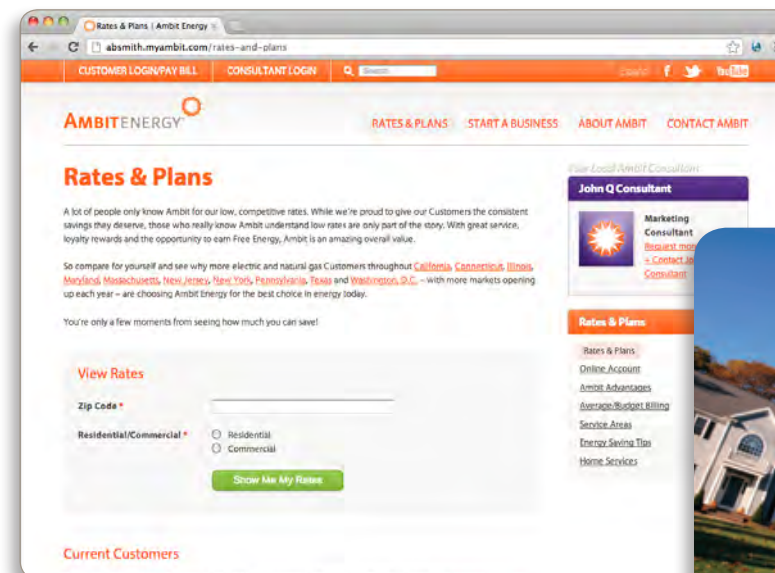 Rates & Plans | Ambit Energy
absmith.myambit.com/rates-and-plans
CUSTOMER LOGIN/PAY BILL CONSULTANT LOGIN Search
You Tube
AMBITENERGY
RATES & PLANS START A BUSINESS ABOUT AMBIT CONTACT AMBIT
Rates & Plans
A lot of people only know Ambit for our low, competitive rates. While we're proud to give our Customers the consistent
savings they deserve, those who really know Ambit understand low rates are only part of the story. With great service,
loyalty rewards and the opportunity to earn Free Energy, Ambit is an amazing overall value.
So compare for yourself and see why more electric and natural gas Customers throughout California, Connecticut, Illinois,
Maryland, Massachusetts, New Jersey, New York, Pennsylvania, Texas and Washington, D.C. – with more markets opening
up each year – are choosing Ambit Energy for the best choice in energy today.
You're only a few moments from seeing how much you can save!
View Rates
Zip Code *
Residential/Commercial *
Residential
Commercial
Show Me My Rates
Current Customers
Your Local Ambit Consultant
John Q Consultant
Marketing
Consultant
Request mor
+ Contact Jo
Consultant
Rates & Plans
Rates & Plans
Online Account
Ambit Advantages
Average/Budget Billing
Service Areas
Energy Saving Tips
Home Services